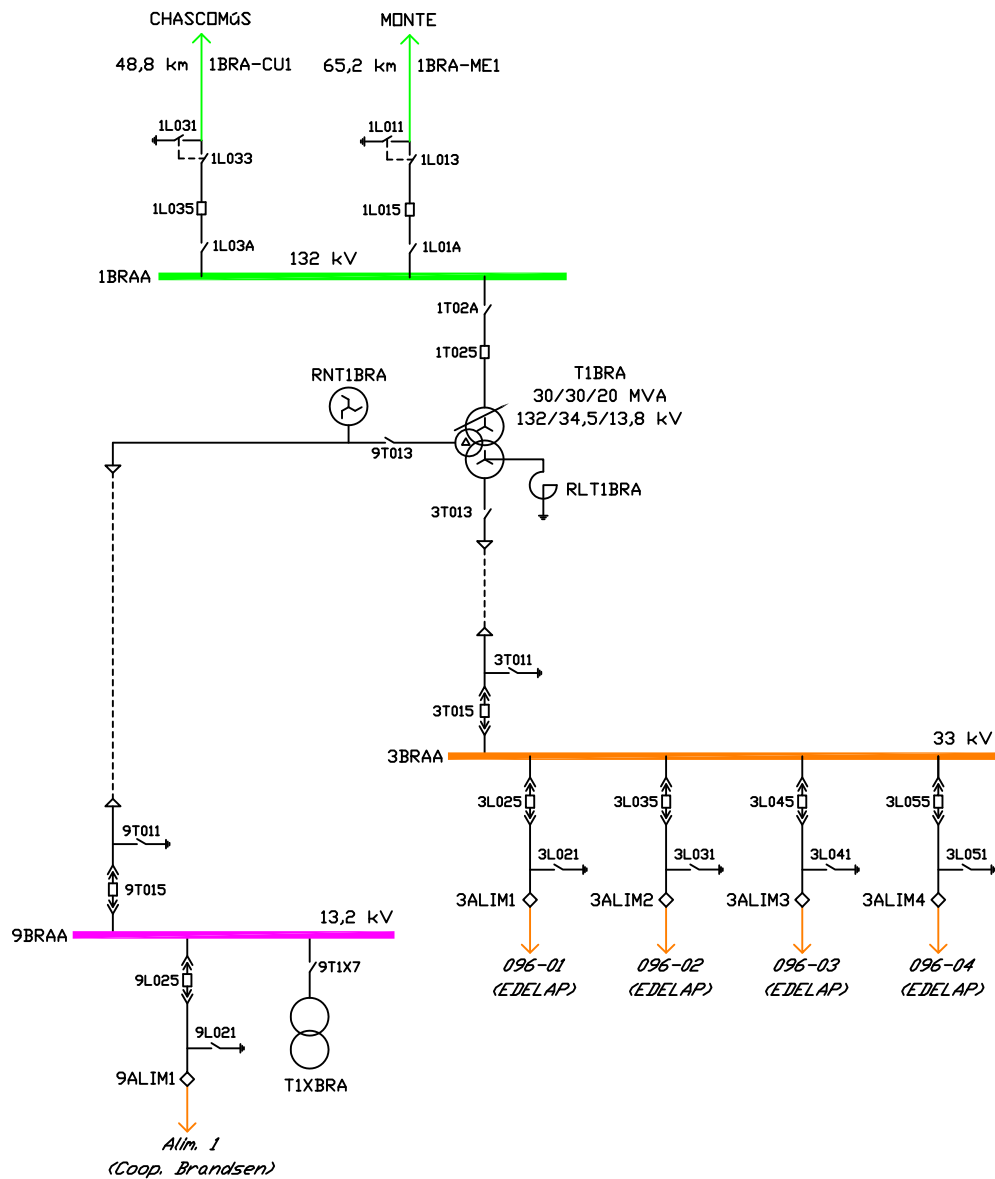 CHASCOMúS
MONTE
48,8 km
1BRA-CU1
65,2 km
1BRA-ME1
1L031
1L011
1L033
1L013
1L035
1L015
1L03A
1L01A
132 kV
1BRAA
1T02A
1T025
RNT1BRA
T1BRA
30/30/20 MVA
132/34,5/13,8 kV
9T013
RLT1BRA
3T013
3T011
3T015
33 kV
3BRAA
3L025
3L035
3L045
3L055
9T011
3L021
3L031
3L041
3L051
9T015
3ALIM1
3ALIM2
3ALIM3
3ALIM4
13,2 kV
9BRAA
096-01
(EDELAP)
096-02
(EDELAP)
096-03
(EDELAP)
096-04
(EDELAP)
9T1X7
9L025
9L021
9ALIM1
T1XBRA
Alim. 1
(Coop. Brandsen)